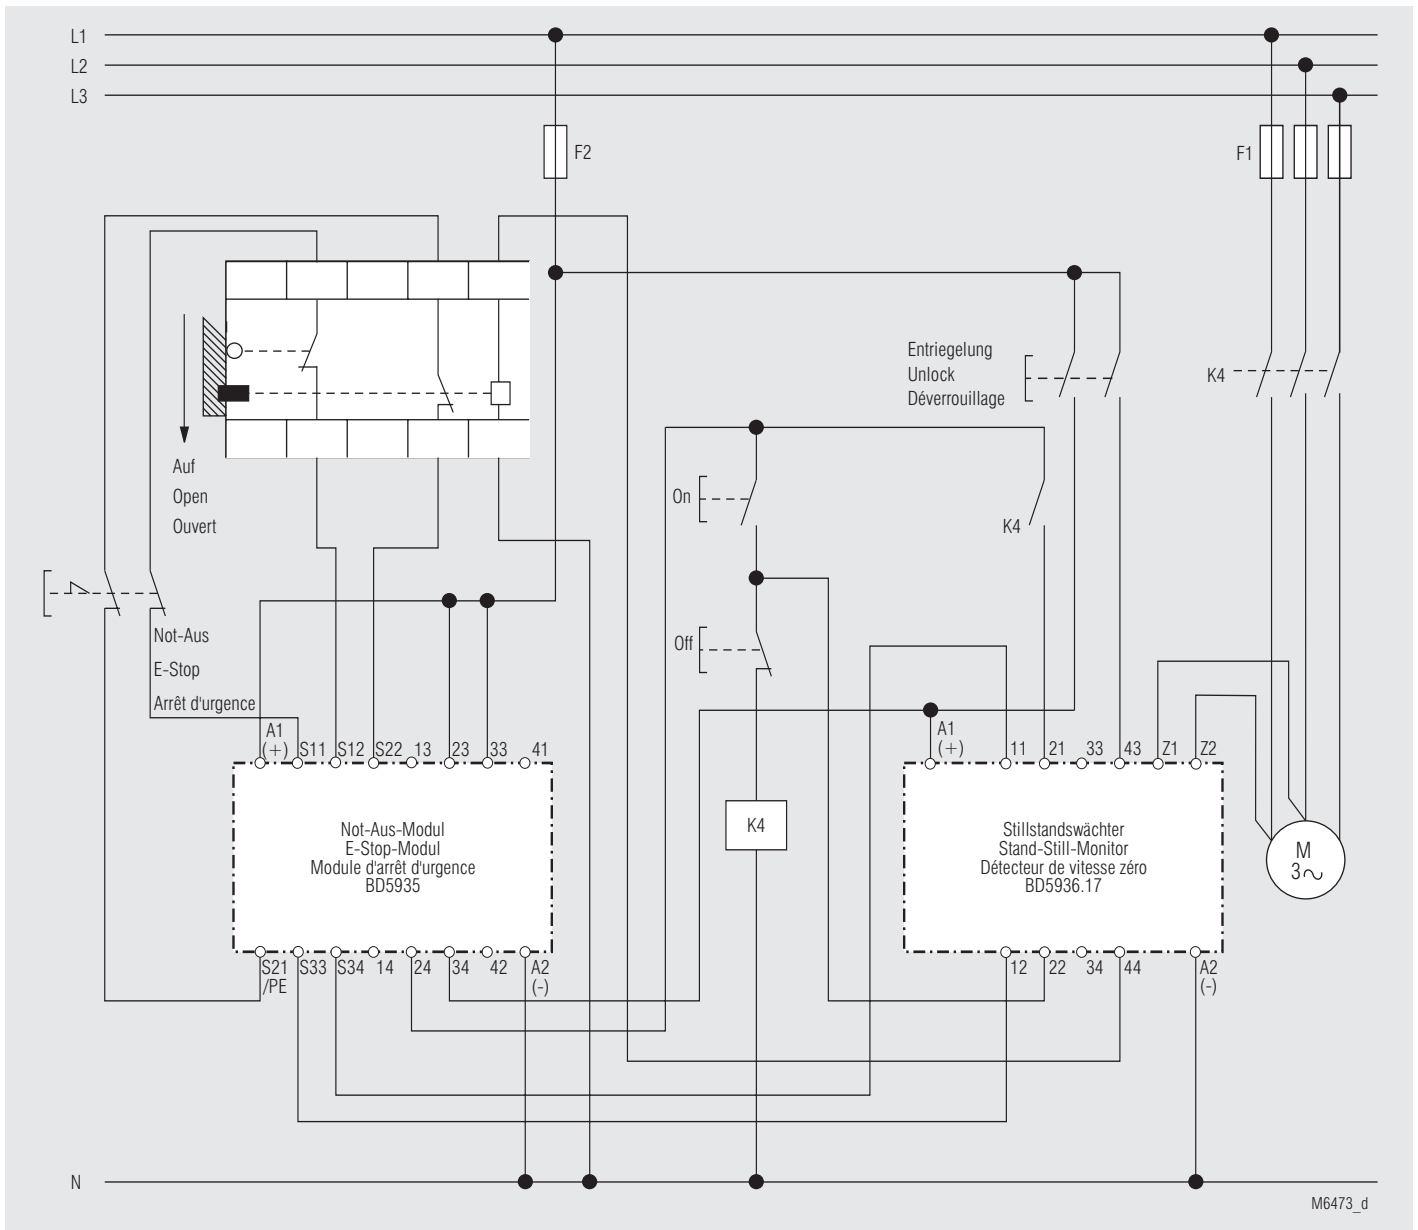 L1
L2
L3
F2
F1
Entriegelung
Unlock
Déverrouillage
K4
Auf
Open
Ouvert
On
K4
Off
Not-Aus
E-Stop
Arrêt d'urgence
A1
(+) S11 S12 S22 13 23 33 41
A1
(+) 11 21 33 43 Z1 Z2
Not-Aus-Modul
E-Stop-Modul
Module d'arrêt d'urgence
BD5935
K4
Stillstandswächter
Stand-Still-Monitor
Détecteur de vitesse zéro
BD5936.17
M
3∼
S21 S33 S34 14 24 34 42 A2
/PE (-)
12 22 34 44 A2
(-)
N
M6473_d